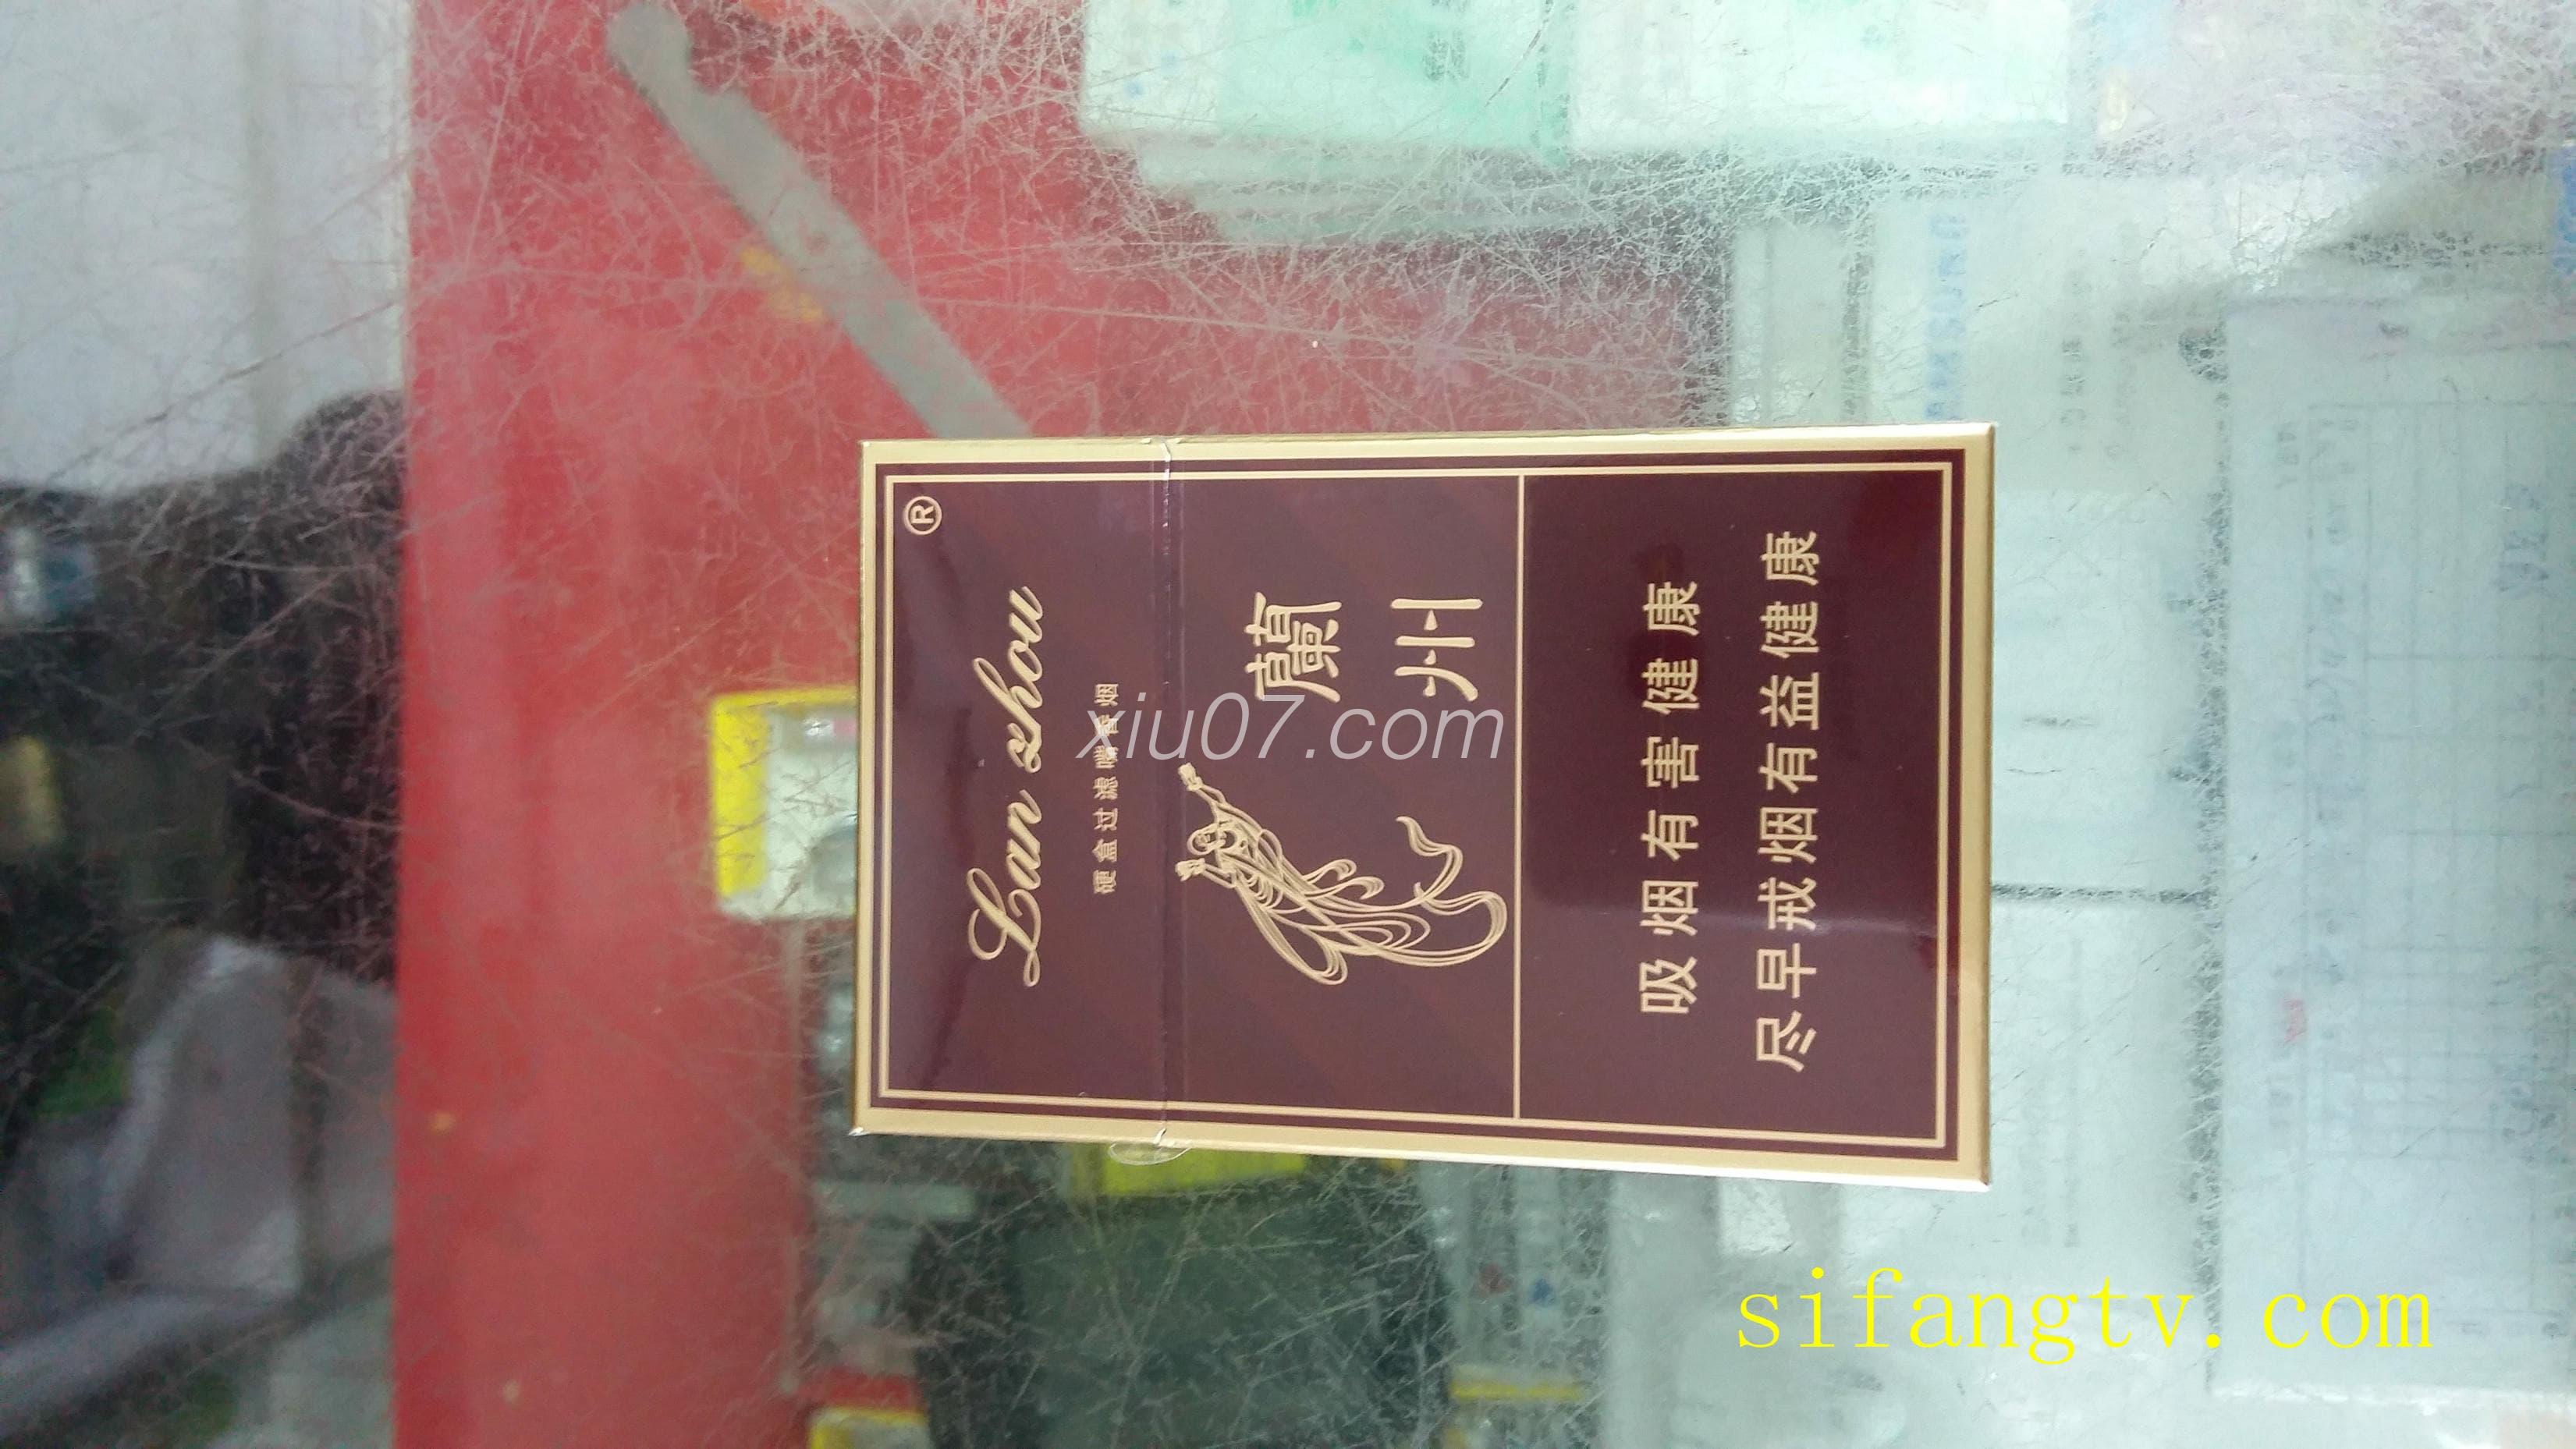 ®
Lan zhou
硬盒过滤嘴香烟
蘭州
吸烟有害健康
尽早戒烟有益健康
xiu07.com
sifangtv.com